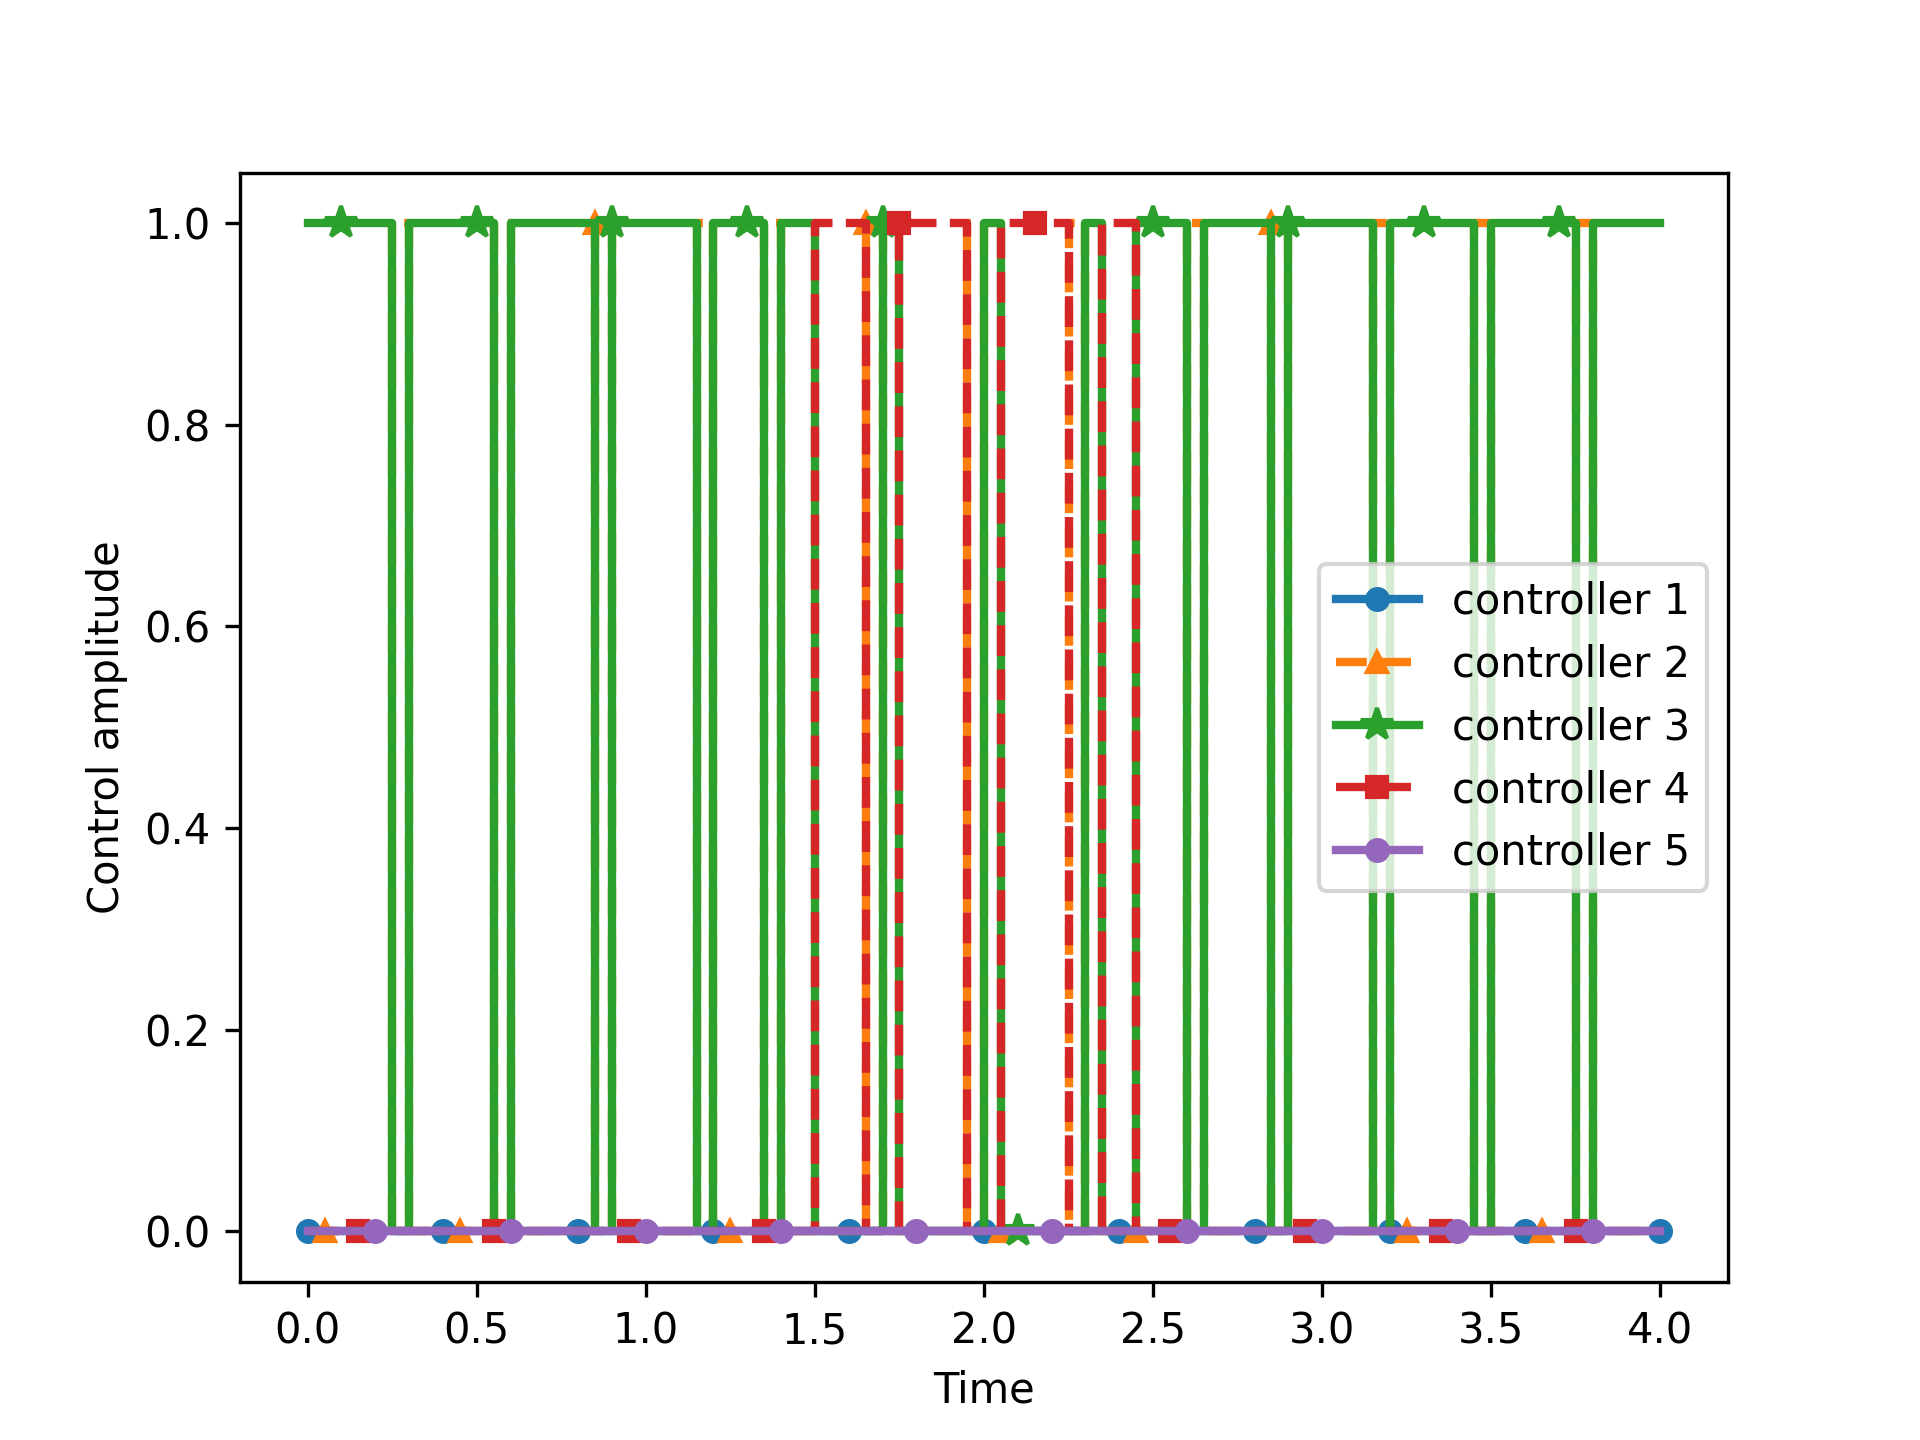 1.0
0.8
0.6
0.4
0.2
0.0
Control amplitude
controller 1
controller 2
controller 3
controller 4
controller 5
0.0 0.5 1.0 1.5 2.0 2.5 3.0 3.5 4.0
Time